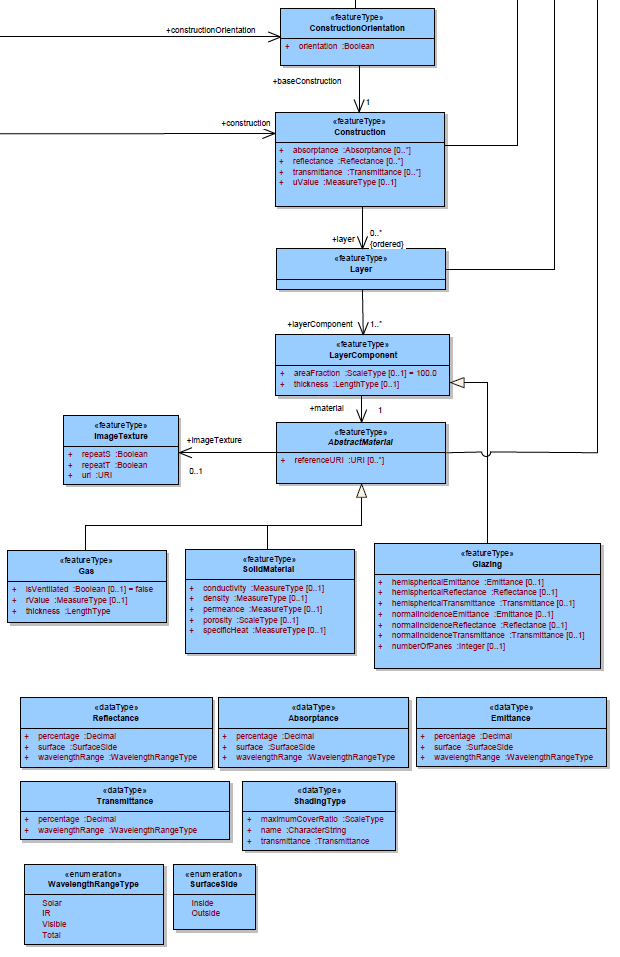 «featureType»
ConstructionOrientation
+ orientation :Boolean
+constructionOrientation
+baseConstruction
1
+construction
«featureType»
Construction
+ absorptance :Absorptance [0..*]
+ reflectance :Reflectance [0..*]
+ transmittance :Transmittance [0..*]
+ uValue :MeasureType [0..1]
+layer
0..*
{ordered}
«featureType»
Layer
+layerComponent
1..*
«featureType»
LayerComponent
+ areaFraction :ScaleType [0..1] = 100.0
+ thickness :LengthType [0..1]
+material
1
«featureType»
ImageTexture
+ repeatS :Boolean
+ repeatT :Boolean
+ uri :URI
+imageTexture
0..1
«featureType»
AbstractMaterial
+ referenceURI :URI [0..*]
«featureType»
Gas
+ isVentilated :Boolean [0..1] = false
+ rValue :MeasureType [0..1]
+ thickness :LengthType
«featureType»
SolidMaterial
+ conductivity :MeasureType [0..1]
+ density :MeasureType [0..1]
+ permeance :MeasureType [0..1]
+ porosity :ScaleType [0..1]
+ specificHeat :MeasureType [0..1]
«featureType»
Glazing
+ hemisphericalEmittance :Emittance [0..1]
+ hemisphericalReflectance :Reflectance [0..1]
+ hemisphericalTransmittance :Transmittance [0..1]
+ normalIncidenceEmittance :Emittance [0..1]
+ normalIncidenceReflectance :Reflectance [0..1]
+ normalIncidenceTransmittance :Transmittance [0..1]
+ numberOfPanes :Integer [0..1]
«dataType»
Reflectance
+ percentage :Decimal
+ surface :SurfaceSide
+ wavelengthRange :WavelengthRangeType
«dataType»
Absorptance
+ percentage :Decimal
+ surface :SurfaceSide
+ wavelengthRange :WavelengthRangeType
«dataType»
Emittance
+ percentage :Decimal
+ surface :SurfaceSide
+ wavelengthRange :WavelengthRangeType
«dataType»
Transmittance
+ percentage :Decimal
+ wavelengthRange :WavelengthRangeType
«dataType»
ShadingType
+ maximumCoverRatio :ScaleType
+ name :CharacterString
+ transmittance :Transmittance
«enumeration»
WavelengthRangeType
Solar
IR
Visible
Total
«enumeration»
SurfaceSide
Inside
Outside